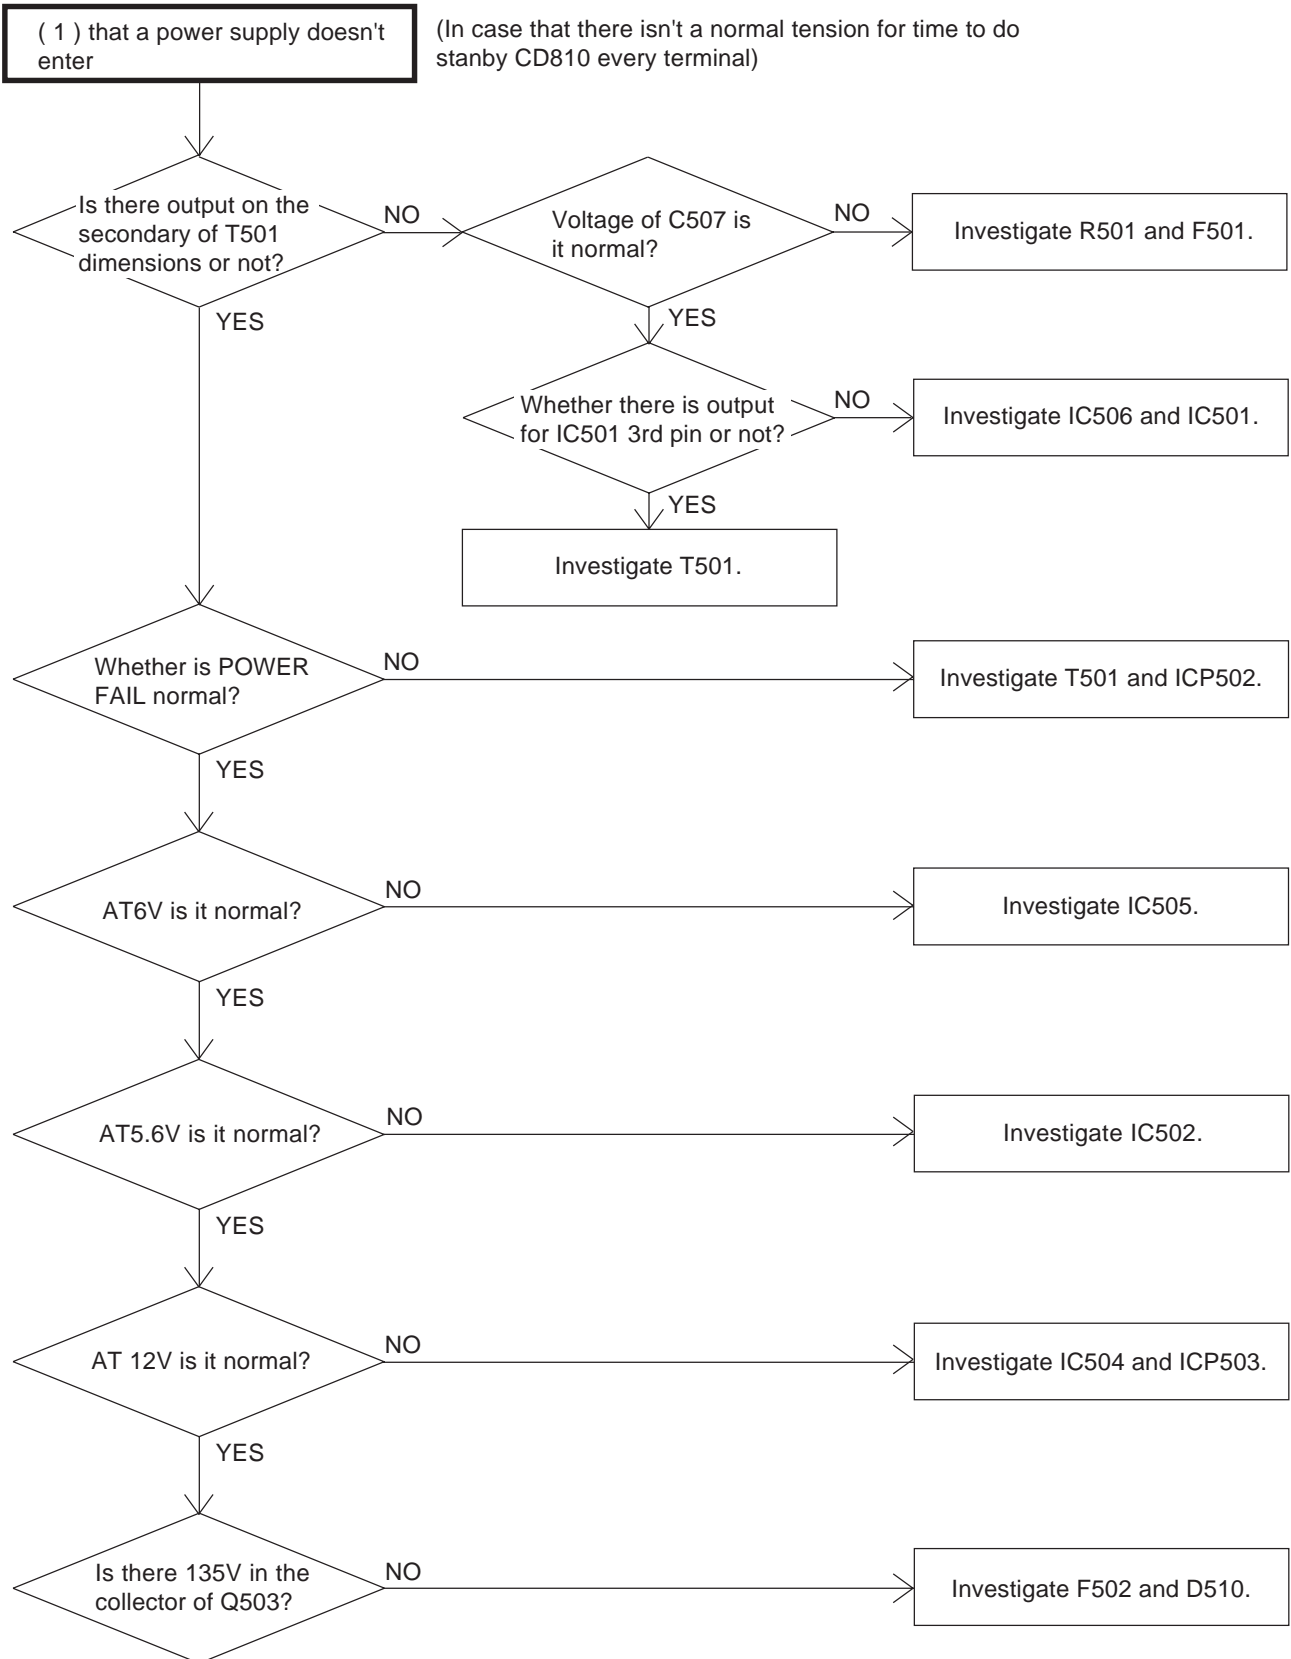 ( 1 ) that a power supply doesn't
enter
(In case that there isn't a normal tension for time to do
stanby CD810 every terminal)
Is there output on the
secondary of T501
dimensions or not?
NO
Voltage of C507 is
it normal?
NO
Investigate R501 and F501.
YES
YES
Whether there is output
for IC501 3rd pin or not?
NO
Investigate IC506 and IC501.
YES
Investigate T501.
Whether is POWER
FAIL normal?
NO
Investigate T501 and ICP502.
YES
AT6V is it normal?
NO
Investigate IC505.
YES
AT5.6V is it normal?
NO
Investigate IC502.
YES
AT 12V is it normal?
NO
Investigate IC504 and ICP503.
YES
Is there 135V in the
collector of Q503?
NO
Investigate F502 and D510.